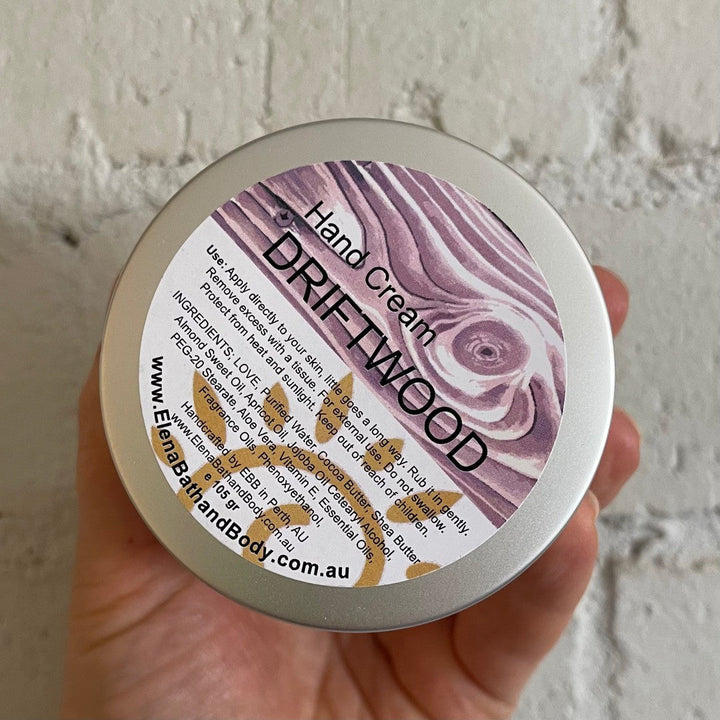 Hand Cream
DRIFTWOOD
Use: Apply directly to your skin, little goes a long way. Rub it in gently.
Remove excess with a tissue. For external use. Do not swallow.
Protect from heat and sunlight. Keep out of reach of children.
INGREDIENTS: LOVE, Purified Water, Cocoa Butter, Shea Butter,
Almond Sweet Oil, Apricot Oil, Jojoba Oil, Cetearyl Alcohol,
PEG-20 Stearate, Aloe Vera, Vitamin E, Essential Oils,
Fragrance Oils, Phenoxyethanol.
Handcrafted by EBB in Perth, AU
www.ElenaBathandBody.com.au
e 105 gr
www.ElenaBathandBody.com.au